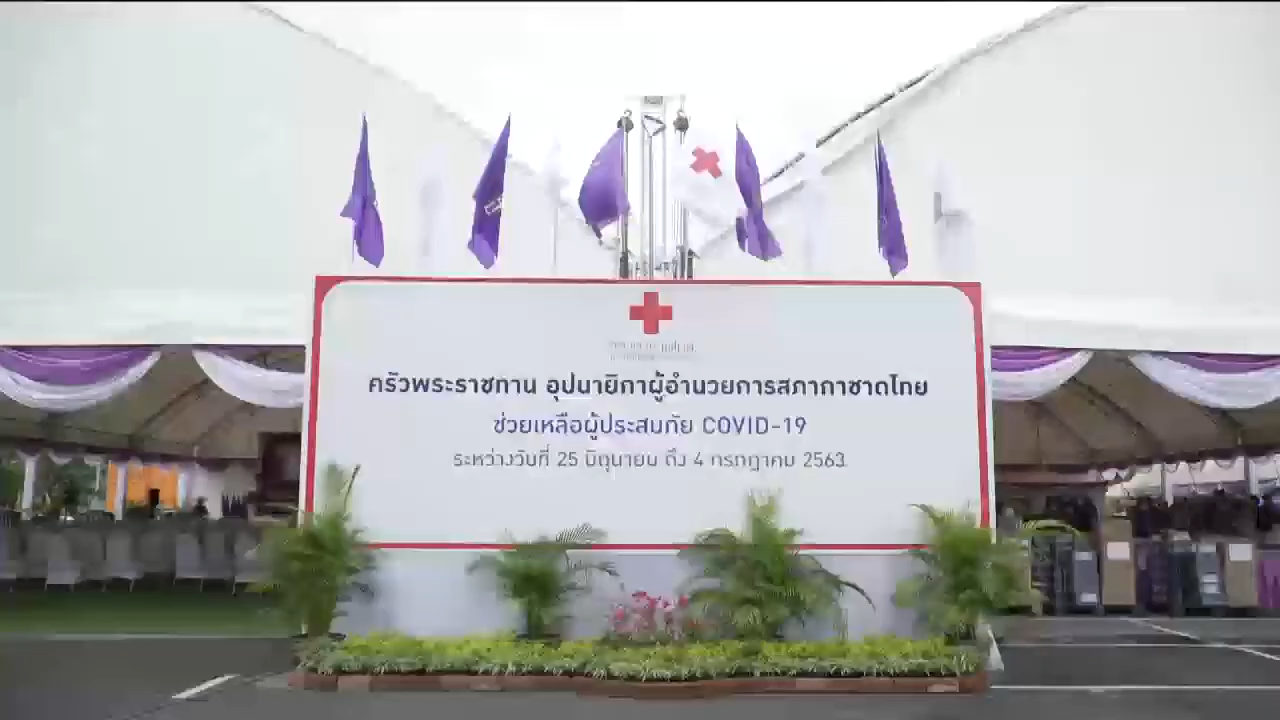 ครัวพระราชทาน อุปนายิกาผู้อำนวยการสภากาชาดไทย
ช่วยเหลือผู้ประสบภัย COVID-19
ระหว่างวันที่ 25 มิถุนายน ถึง 4 กรกฎาคม 2563